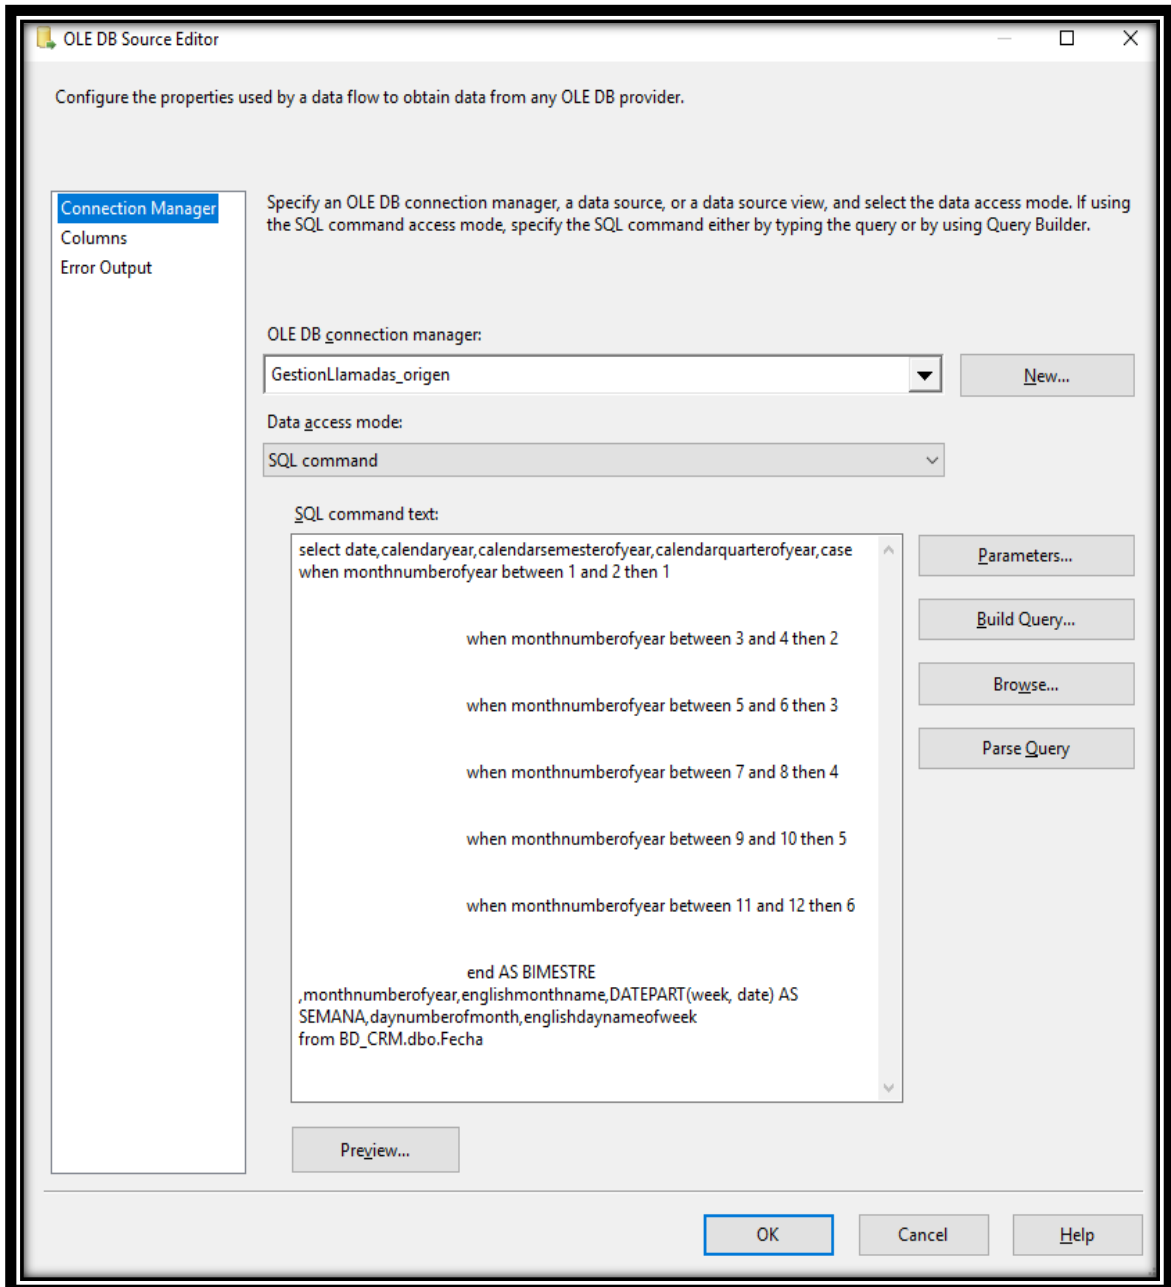 OLE DB Source Editor
Configure the properties used by a data flow to obtain data from any OLE DB provider.
Connection Manager
Columns
Error Output
Specify an OLE DB connection manager, a data source, or a data source view, and select the data access mode. If using
the SQL command access mode, specify the SQL command either by typing the query or by using Query Builder.
OLE DB connection manager:
GestionLlamadas_origen
New...
Data access mode:
SQL command
SQL command text:
select date,calendaryear,calendarsemesterofyear,calendarquarterofyear,case
when monthnumberofyear between 1 and 2 then 1
when monthnumberofyear between 3 and 4 then 2
when monthnumberofyear between 5 and 6 then 3
when monthnumberofyear between 7 and 8 then 4
when monthnumberofyear between 9 and 10 then 5
when monthnumberofyear between 11 and 12 then 6
end AS BIMESTRE
,monthnumberofyear,englishmonthname,DATEPART(week, date) AS
SEMANA,daynumberofmonth,englishdaynameofweek
from BD_CRM.dbo.Fecha
Parameters...
Build Query...
Browse...
Parse Query
Preview...
OK
Cancel
Help